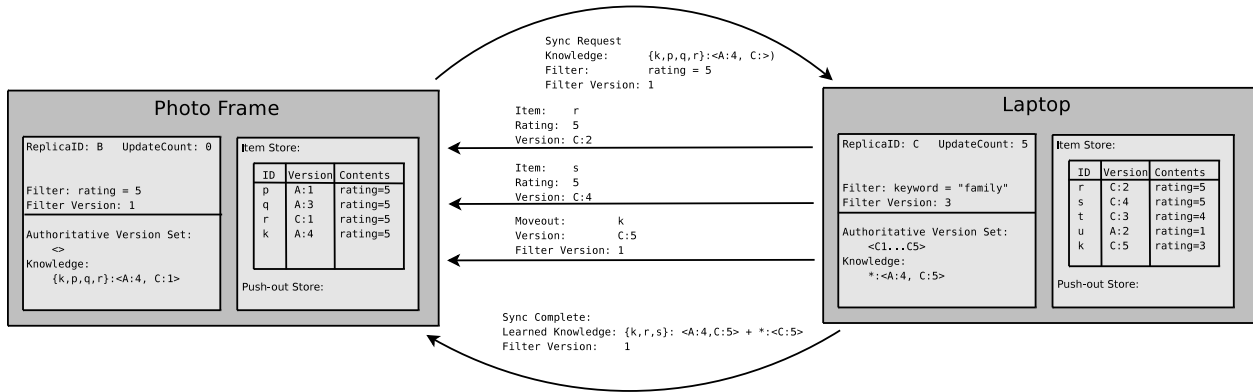 Sync Request
Knowledge: {k,p,q,r}:<A:4, C:>)
Filter: rating = 5
Filter Version: 1
Photo Frame
ReplicaID: B UpdateCount: 0
Filter: rating = 5
Filter Version: 1
Authoritative Version Set:
<>
Knowledge:
{k,p,q,r}:<A:4, C:1>
Item Store:
ID Version Contents
p A:1 rating=5
q A:3 rating=5
r C:1 rating=5
k A:4 rating=5
Push-out Store:
Item: r
Rating: 5
Version: C:2
Item: s
Rating: 5
Version: C:4
Moveout: k
Version: C:5
Filter Version: 1
Laptop
ReplicaID: C UpdateCount: 5
Filter: keyword = "family"
Filter Version: 3
Authoritative Version Set:
<C1...C5>
Knowledge:
*:<A:4, C:5>
Item Store:
ID Version Contents
r C:2 rating=5
s C:4 rating=5
t C:3 rating=4
u A:2 rating=1
k C:5 rating=3
Push-out Store:
Sync Complete:
Learned Knowledge: {k,r,s}: <A:4,C:5> + *:<C:5>
Filter Version: 1